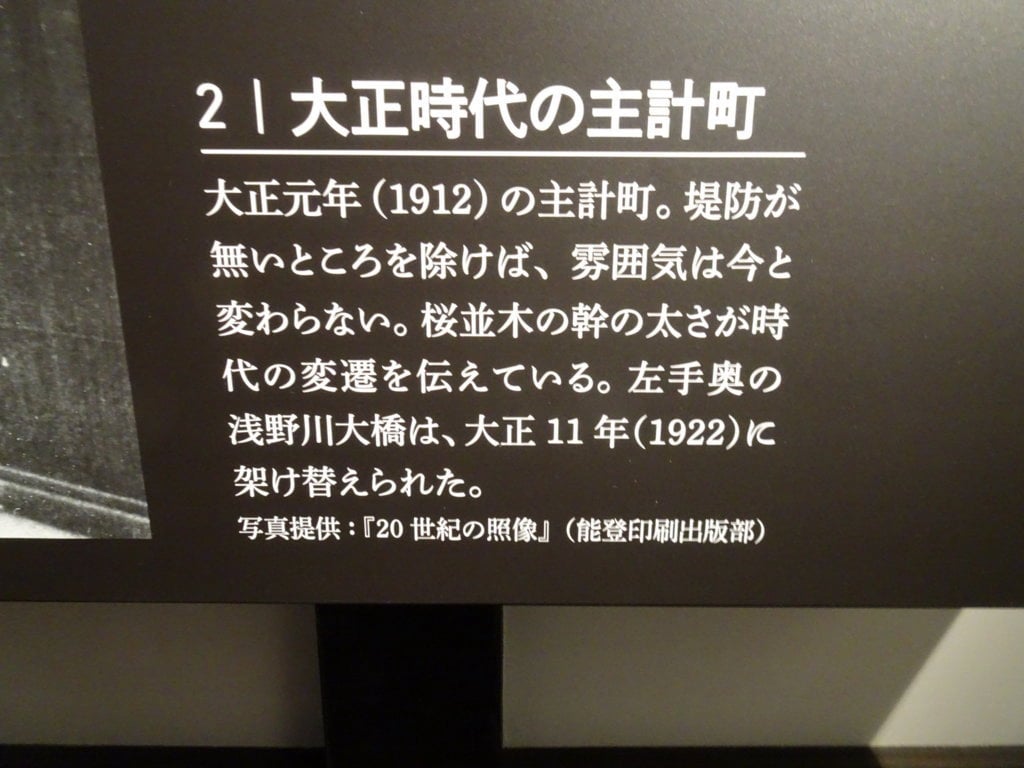 2｜大正時代の主計町
大正元年（1912）の主計町。堤防が
無いところを除けば、雰囲気は今と
変わらない。桜並木の幹の太さが時
代の変遷を伝えている。左手奥の
浅野川大橋は、大正11年（1922）に
架け替えられた。
写真提供：『20世紀の照像』（能登印刷出版部）